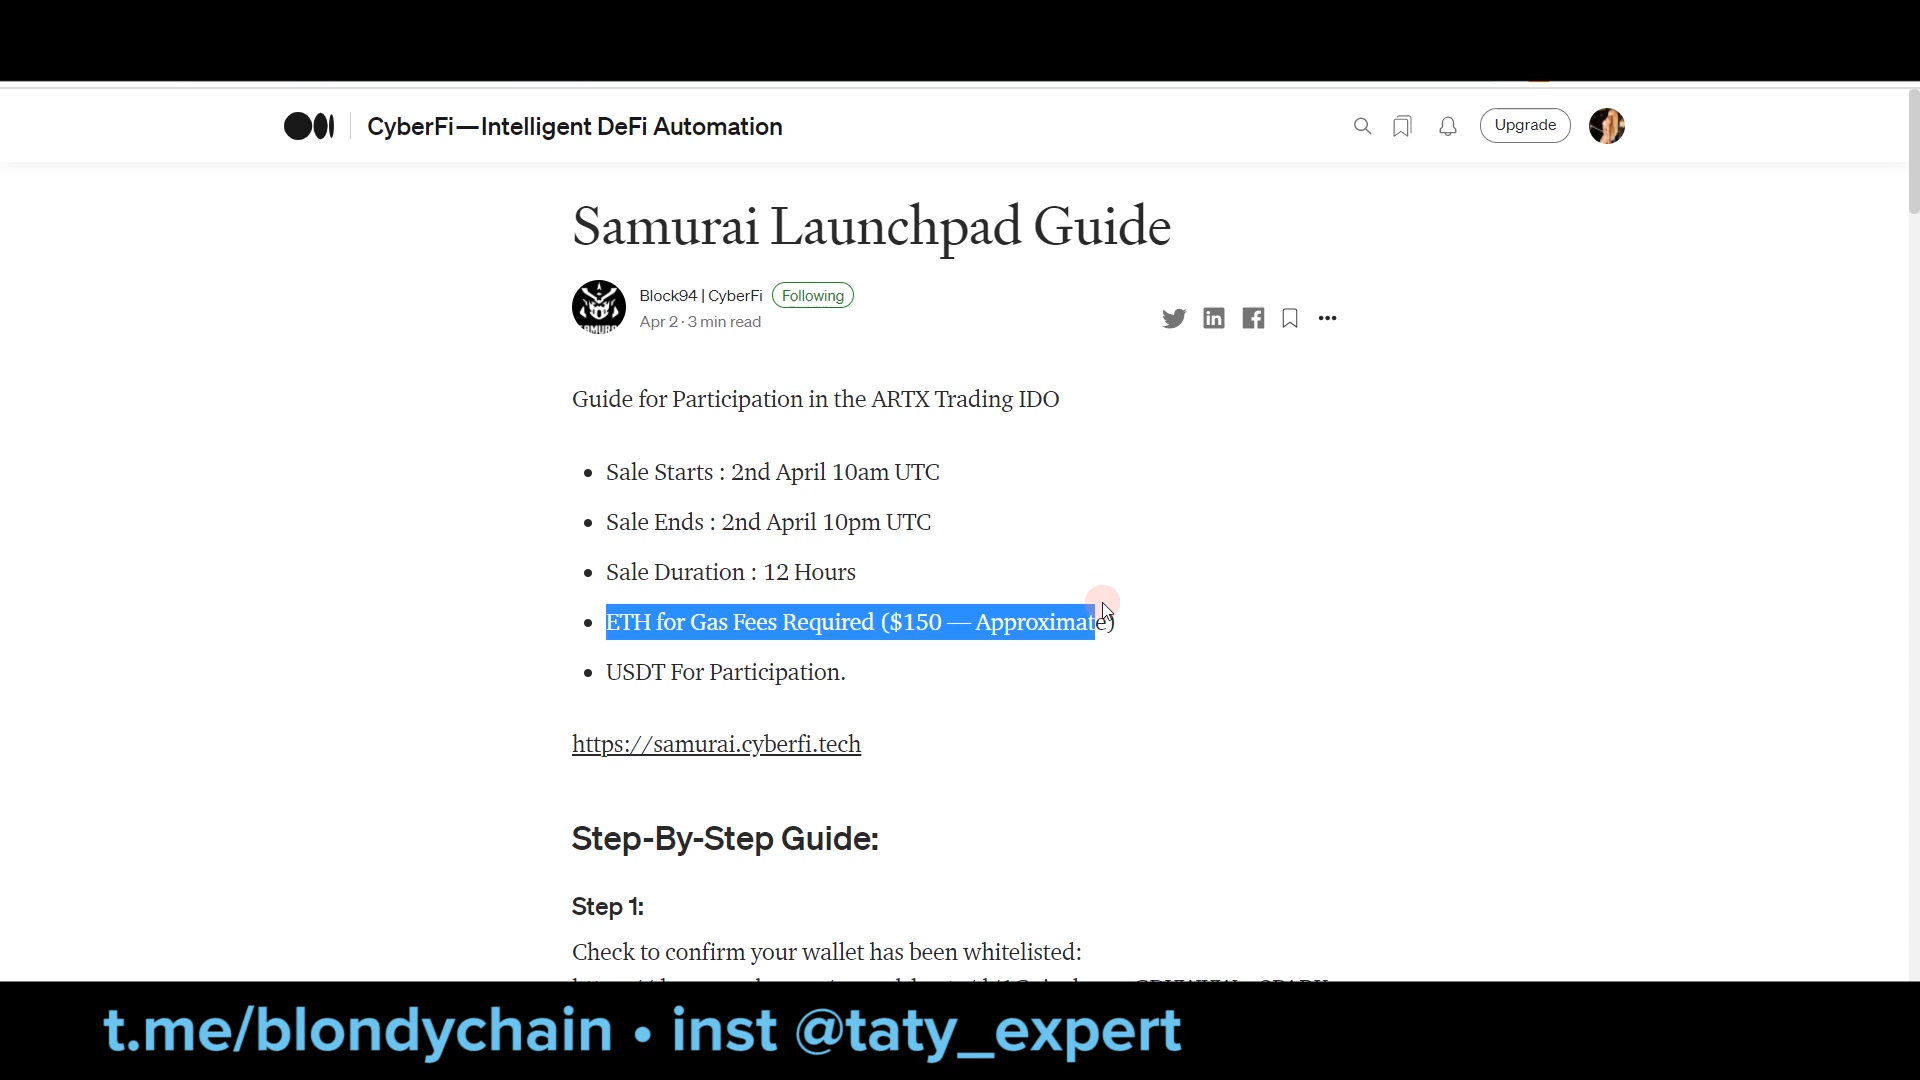 CyberFi—Intelligent DeFi Automation
Upgrade
Samurai Launchpad Guide
Block94 | CyberFi Following
Apr 2 · 3 min read
Guide for Participation in the ARTX Trading IDO
• Sale Starts : 2nd April 10am UTC
• Sale Ends : 2nd April 10pm UTC
• Sale Duration : 12 Hours
• ETH for Gas Fees Required ($150 — Approximate)
• USDT For Participation.
https://samurai.cyberfi.tech
Step-By-Step Guide:
Step 1:
Check to confirm your wallet has been whitelisted:
t.me/blondychain • inst @taty_expert